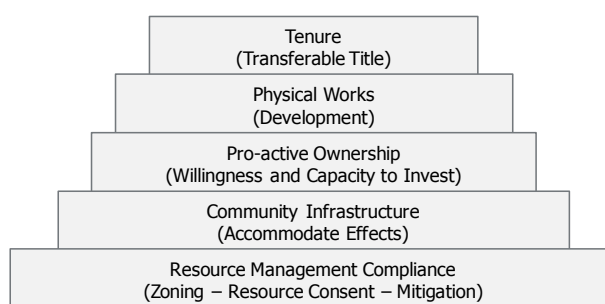 Tenure
(Transferable Title)
Physical Works
(Development)
Pro-active Ownership
(Willingness and Capacity to Invest)
Community Infrastructure
(Accommodate Effects)
Resource Management Compliance
(Zoning – Resource Consent – Mitigation)